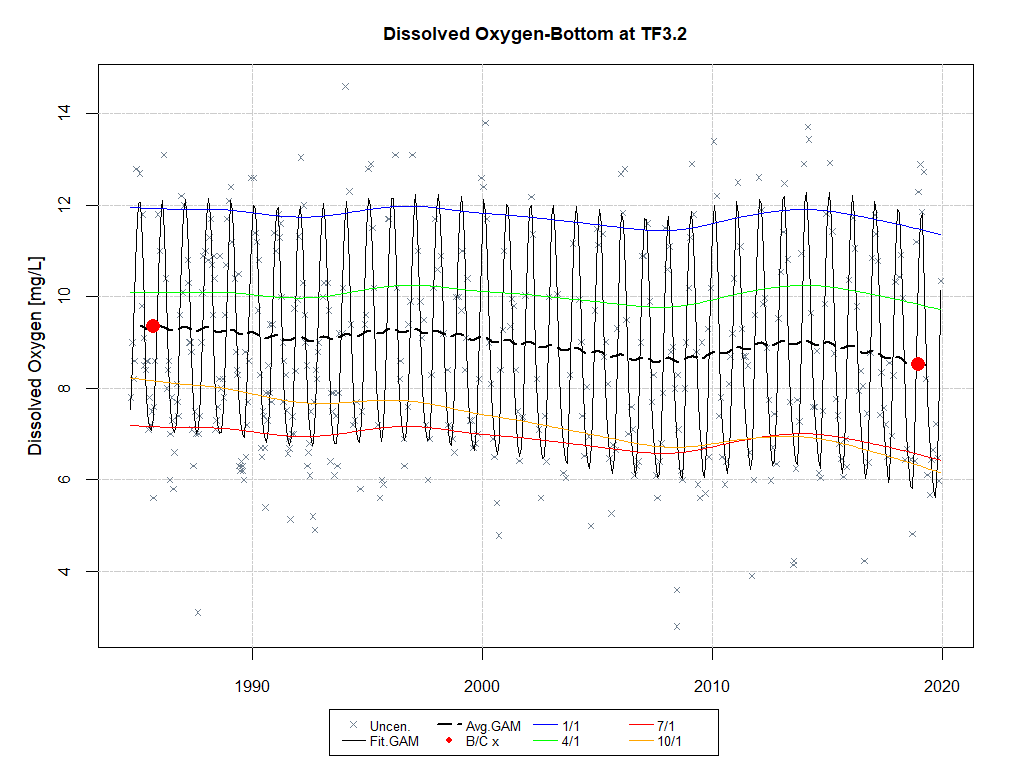 Dissolved Oxygen-Bottom at TF3.2
Dissolved Oxygen [mg/L]
14
12
10
8
6
4
1990 2000 2010 2020
Uncen. Avg.GAM 1/1 7/1
Fit.GAM B/C x 4/1 10/1